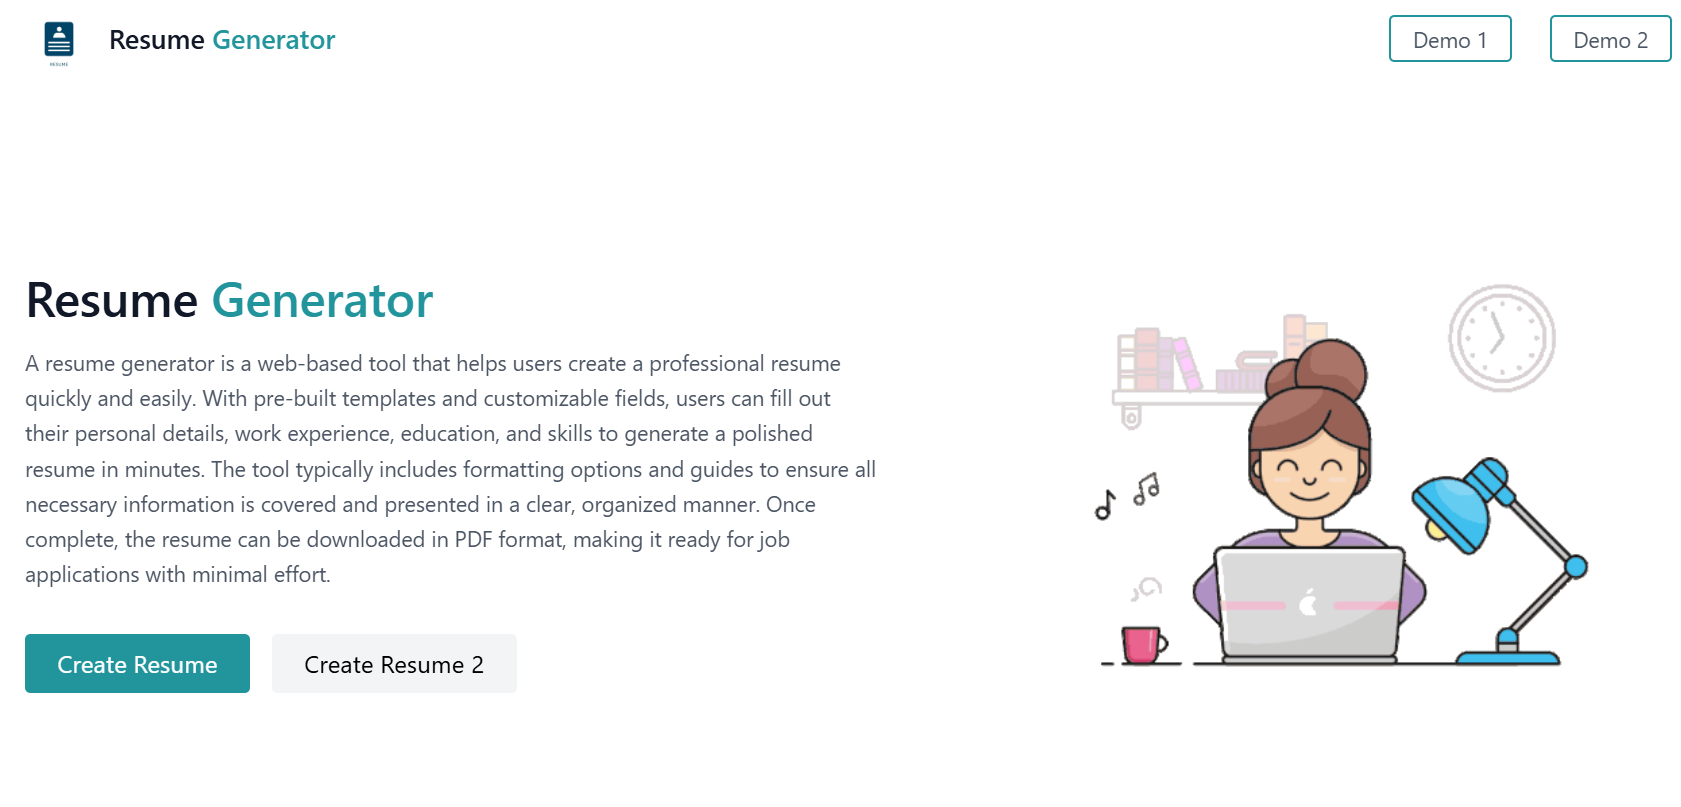 Resume Generator
Demo 1
Demo 2
RESUME
Resume Generator
A resume generator is a web-based tool that helps users create a professional resume
quickly and easily. With pre-built templates and customizable fields, users can fill out
their personal details, work experience, education, and skills to generate a polished
resume in minutes. The tool typically includes formatting options and guides to ensure all
necessary information is covered and presented in a clear, organized manner. Once
complete, the resume can be downloaded in PDF format, making it ready for job
applications with minimal effort.
Create Resume
Create Resume 2